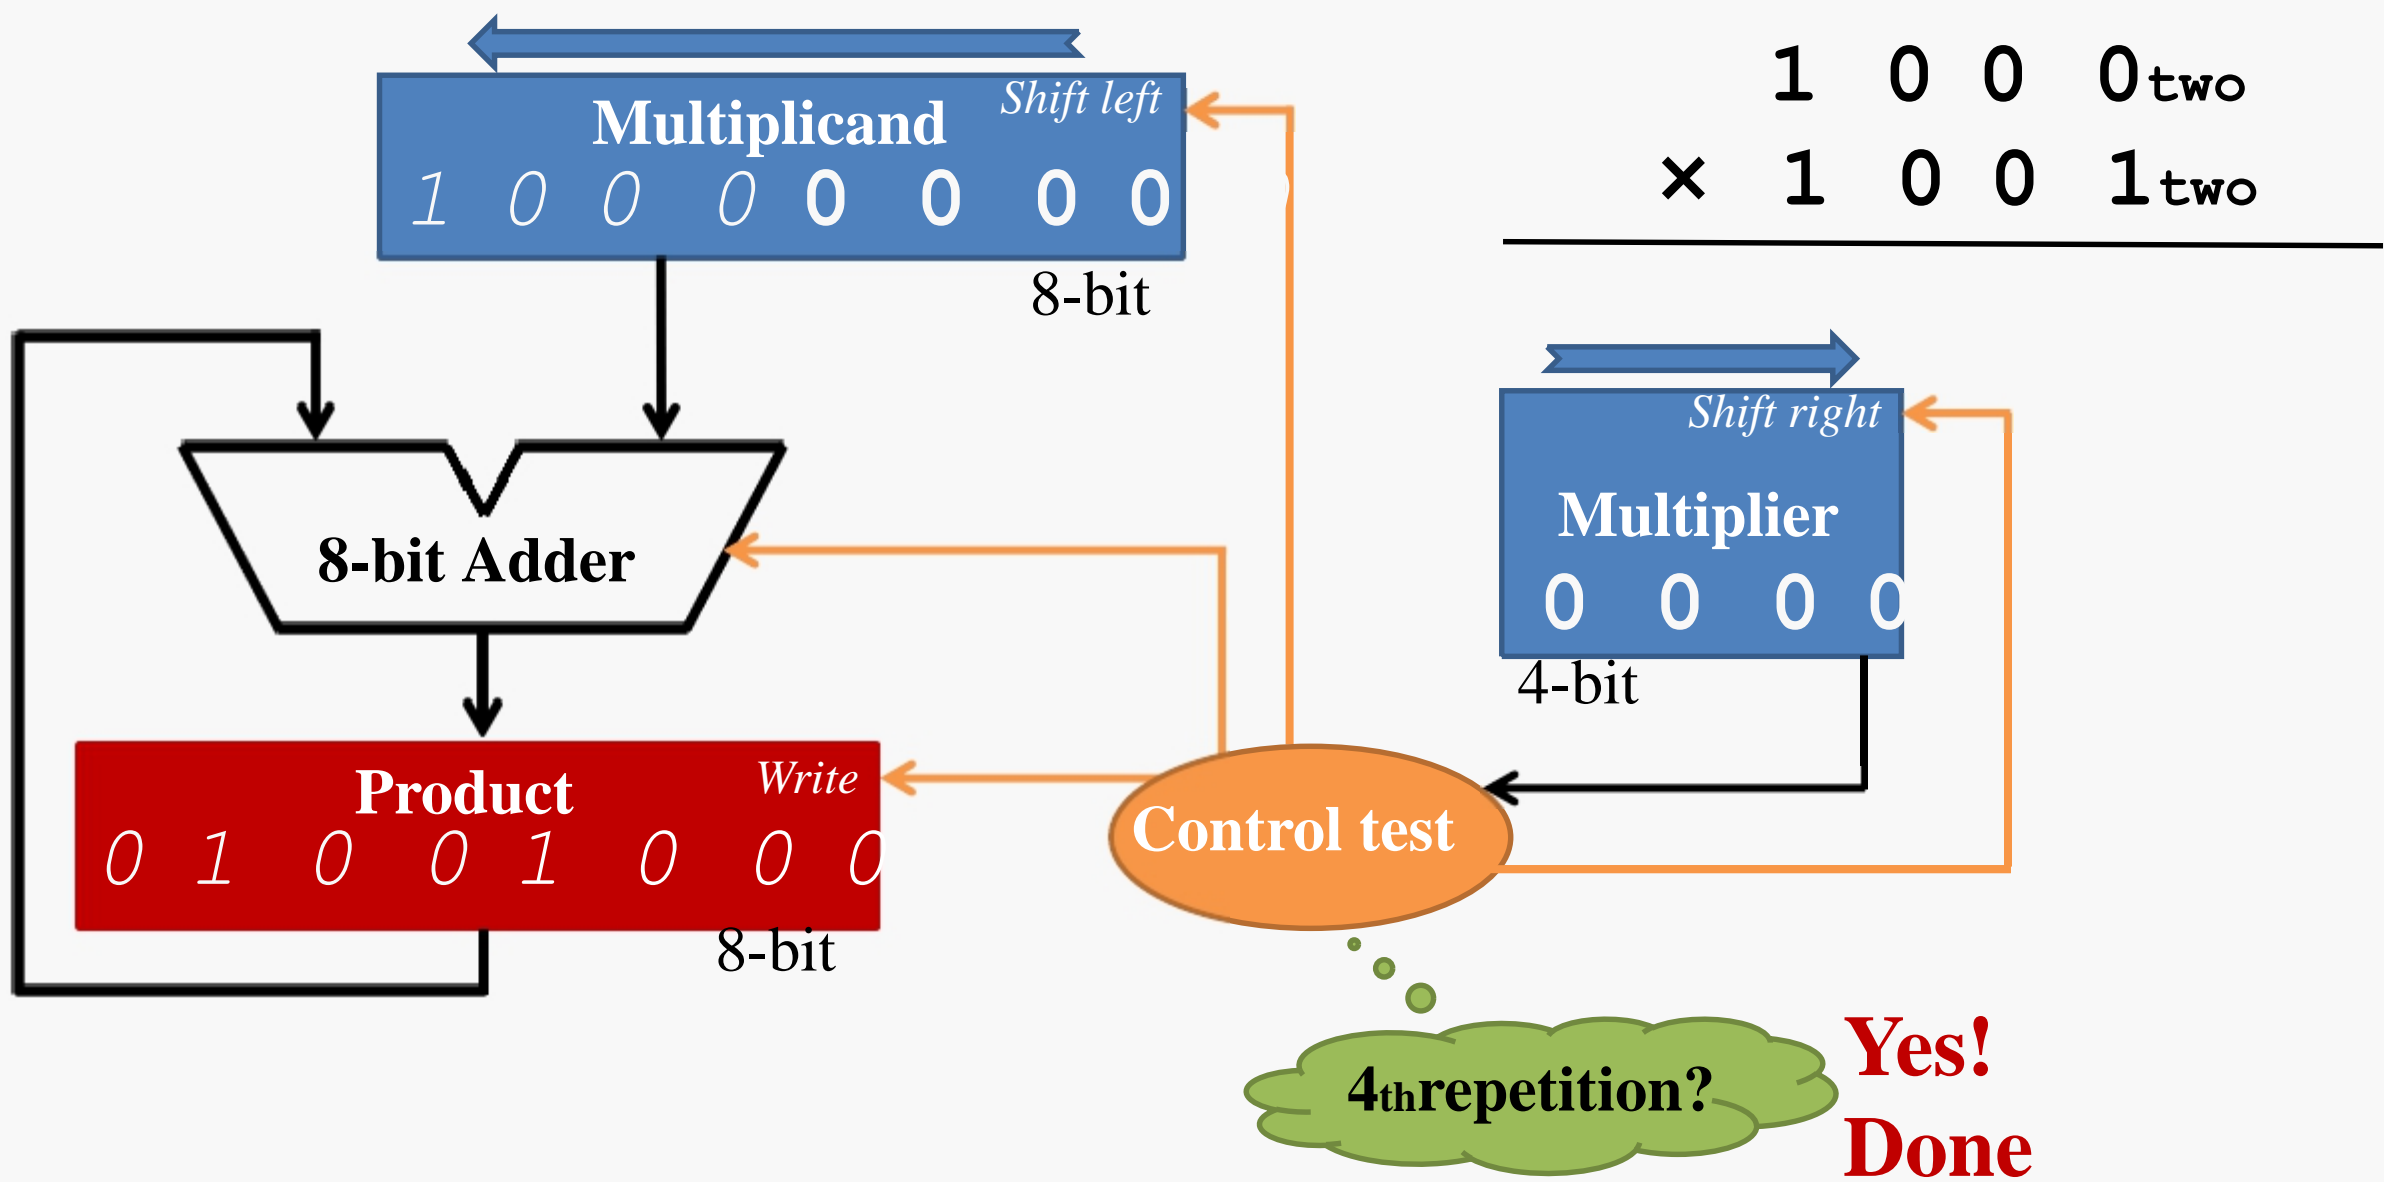 Shift left
Multiplicand
1 0 0 0 0 0 0 0
8-bit
1 0 0 0two
× 1 0 0 1two
Shift right
Multiplier
0 0 0 0
4-bit
8-bit Adder
Write
Product
0 1 0 0 1 0 0 0
8-bit
Control test
4threpetition?
Yes!
Done